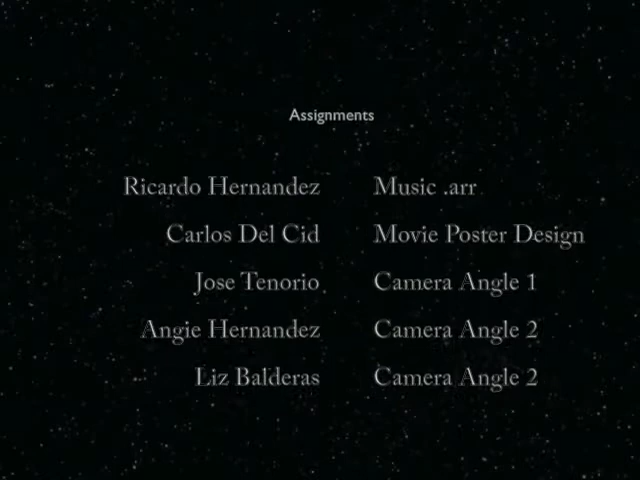 Assignments
Ricardo Hernandez Music .arr
Carlos Del Cid Movie Poster Design
Jose Tenorio Camera Angle 1
Angie Hernandez Camera Angle 2
Liz Balderas Camera Angle 2